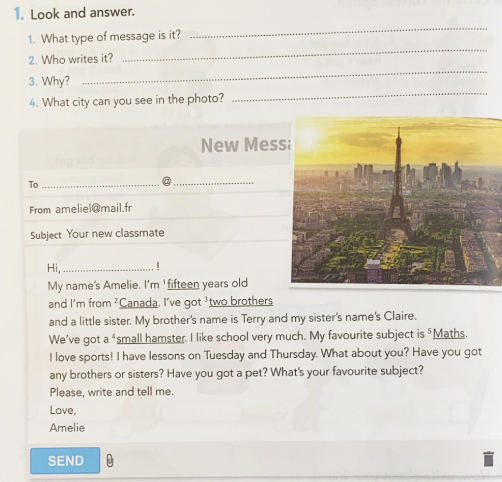 1. Look and answer.
1. What type of message is it? ......................................
2. Who writes it? ......................................
3. Why? ......................................
4. What city can you see in the photo? ......................................
New Messa
To .................... @ ....................
From ameliel@mail.fr
Subject Your new classmate
Hi, .................... !
My name's Amelie. I'm ¹fifteen years old
and I'm from ²Canada. I've got ³two brothers
and a little sister. My brother's name is Terry and my sister's name's Claire.
We've got a ⁴small hamster. I like school very much. My favourite subject is ⁵Maths.
I love sports! I have lessons on Tuesday and Thursday. What about you? Have you got
any brothers or sisters? Have you got a pet? What's your favourite subject?
Please, write and tell me.
Love,
Amelie
SEND